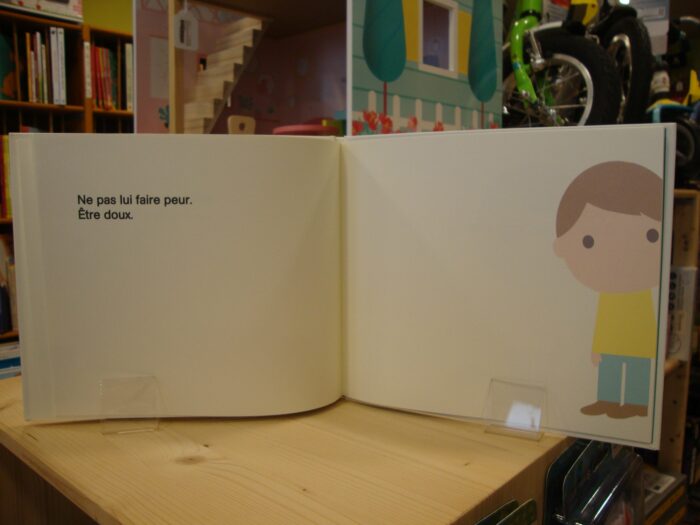 Ne pas lui faire peur.
Être doux.